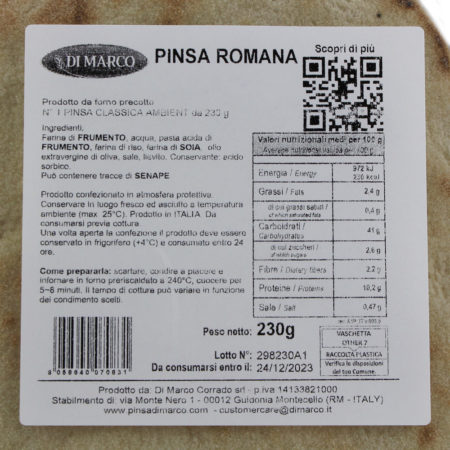 DI MARCO
PINSA ROMANA
Scopri di più
Prodotto da forno precotto
N° 1 PINSA CLASSICA AMBIENT da 230 g
Ingredienti:
Farina di FRUMENTO, acqua, pasta acida di
FRUMENTO, farina di riso, farina di SOIA, olio
extravergine di oliva, sale, lievito. Conservante: acido
sorbico.
Può contenere tracce di SENAPE
Prodotto confezionato in atmosfera protettiva.
Conservare in luogo fresco ed asciutto a temperatura
ambiente (max 25°C). Prodotto in ITALIA Da
consumarsi previa cottura.
Una volta aperta la confezione il prodotto deve essere
conservato in frigorifero (+4°C) e consumato entro 24
ore.
Come prepararla: scartare, condire a piacere e
infornare in forno preriscaldato a 240°C, cuocere per
5-6 minuti. Il tempo di cottura può variare in funzione
dei condimenti scelti.
Valori nutrizionali medi per 100 g
Average nutritional values per 100 g
Energia / Energy 972 kJ
230 kcal
Grassi / Fats 2,4 g
di cui grassi saturi /
of which saturated fats 0,4 g
Carboidrati /
Carbohydrates 41 g
di cui zuccheri /
of which sugars 2,6 g
Fibre / Dietary fibers 2,2 g
Proteine / Proteins 10,2 g
Sale / Salt 0,47 g
Peso netto: 230g
Lotto N°: 298230A1
Da consumarsi entro il: 24/12/2023
VASCHETTA
OTHER 7
RACCOLTA PLASTICA
Verifica le disposizioni
del tuo Comune.
Prodotto da: Di Marco Corrado srl - p.iva 14133821000
Stabilimento di: via Monte Nero 1 - 00012 Guidonia Montecelio (RM - ITALY)
www.pinsadimarco.com - customercare@dimarco.it